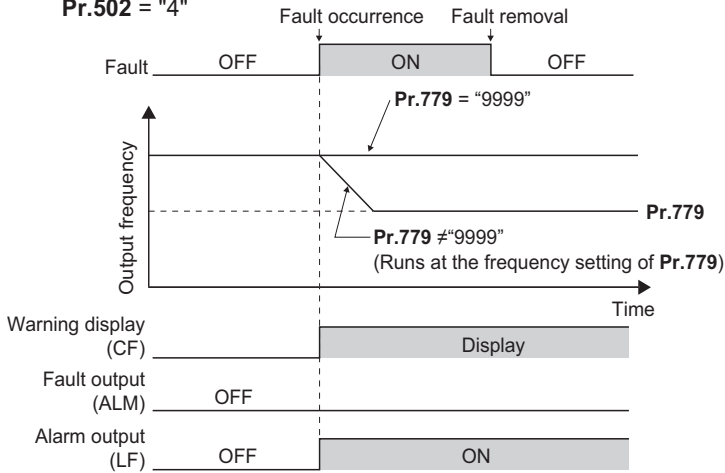 Pr.502 = "4"
Fault occurrence Fault removal
Fault OFF ON OFF
Pr.779 = “9999”
Output frequency
Pr.779
Pr.779 ≠“9999”
(Runs at the frequency setting of Pr.779)
Time
Warning display
(CF)
Display
Fault output
(ALM)
OFF
Alarm output
(LF)
OFF ON